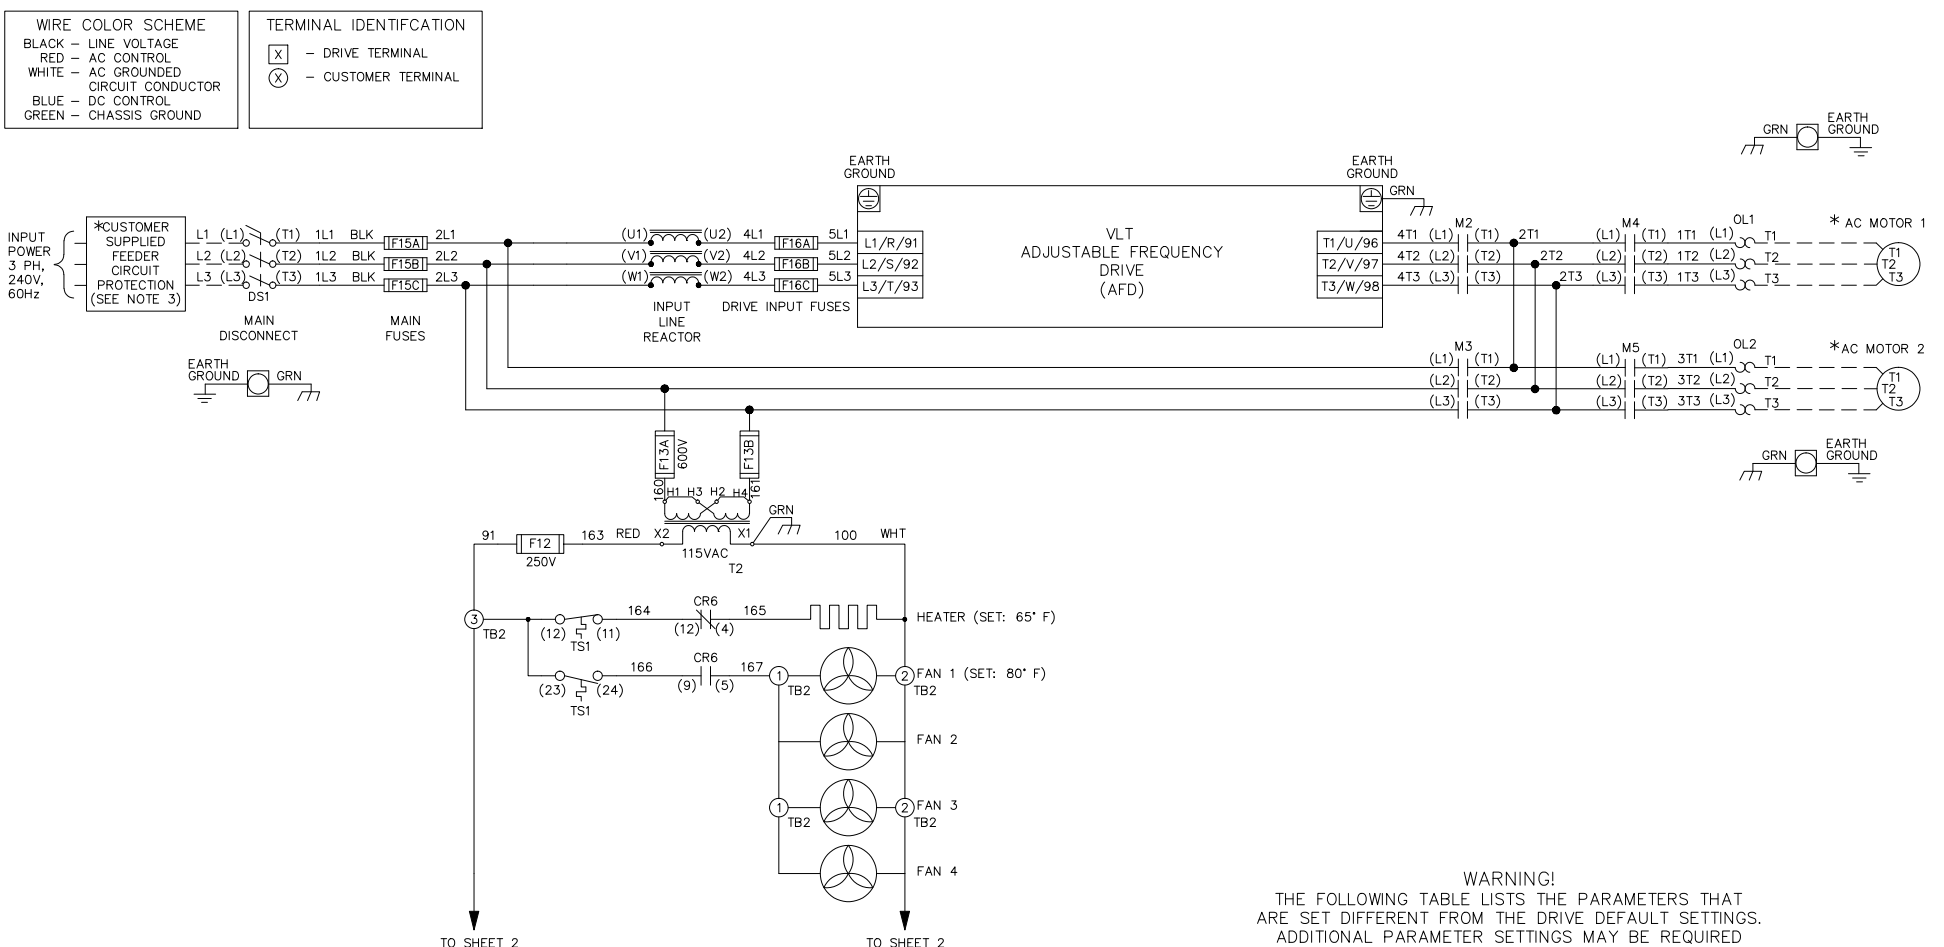 WIRE COLOR SCHEME
BLACK – LINE VOLTAGE
RED – AC CONTROL
WHITE – AC GROUNDED
CIRCUIT CONDUCTOR
BLUE – DC CONTROL
GREEN – CHASSIS GROUND
TERMINAL IDENTIFCATION
X – DRIVE TERMINAL
X – CUSTOMER TERMINAL
GRN
EARTH
GROUND
EARTH
GROUND
EARTH
GROUND
GRN
INPUT
POWER
3 PH,
240V,
60Hz
*CUSTOMER
SUPPLIED
FEEDER
CIRCUIT
PROTECTION
(SEE NOTE 3)
L1 (L1) (T1) 1L1 BLK F15A 2L1 (U1) (U2) 4L1 F16A 5L1 L1/R/91
L2 (L2) (T2) 1L2 BLK F15B 2L2 (V1) (V2) 4L2 F16B 5L2 L2/S/92
L3 (L3) (T3) 1L3 BLK F15C 2L3 (W1) (W2) 4L3 F16C 5L3 L3/T/93
DS1
MAIN
DISCONNECT
MAIN
FUSES
INPUT
LINE
REACTOR
DRIVE INPUT FUSES
VLT
ADJUSTABLE FREQUENCY
DRIVE
(AFD)
M2
M4
OL1
* AC MOTOR 1
T1/U/96 4T1 (L1) (T1) 2T1 (L1) (T1) 1T1 (L1) T1
T2/V/97 4T2 (L2) (T2) 2T2 (L2) (T2) 1T2 (L2) T2
T3/W/98 4T3 (L3) (T3) 2T3 (L3) (T3) 1T3 (L3) T3
T1
T2
T3
EARTH
GROUND
GRN
M3
M5
OL2
*AC MOTOR 2
(L1) (T1) (L1) (T1) 3T1 (L1) T1
(L2) (T2) (L2) (T2) 3T2 (L2) T2
(L3) (T3) (L3) (T3) 3T3 (L3) T3
T1
T2
T3
GRN
EARTH
GROUND
F13A
600V
F13B
160
H1 H3 H2 H4
161
GRN
91
F12
250V
163 RED X2
X1
115VAC
T2
100 WHT
3
TB2
(12) (11)
TS1
164
CR6
(12) (4)
165
HEATER (SET: 65° F)
(23) (24)
TS1
166
CR6
(9) (5)
167
1
TB2
2
TB2
FAN 1 (SET: 80° F)
FAN 2
1
TB2
2
TB2
FAN 3
FAN 4
TO SHEET 2
TO SHEET 2
WARNING!
THE FOLLOWING TABLE LISTS THE PARAMETERS THAT
ARE SET DIFFERENT FROM THE DRIVE DEFAULT SETTINGS.
ADDITIONAL PARAMETER SETTINGS MAY BE REQUIRED